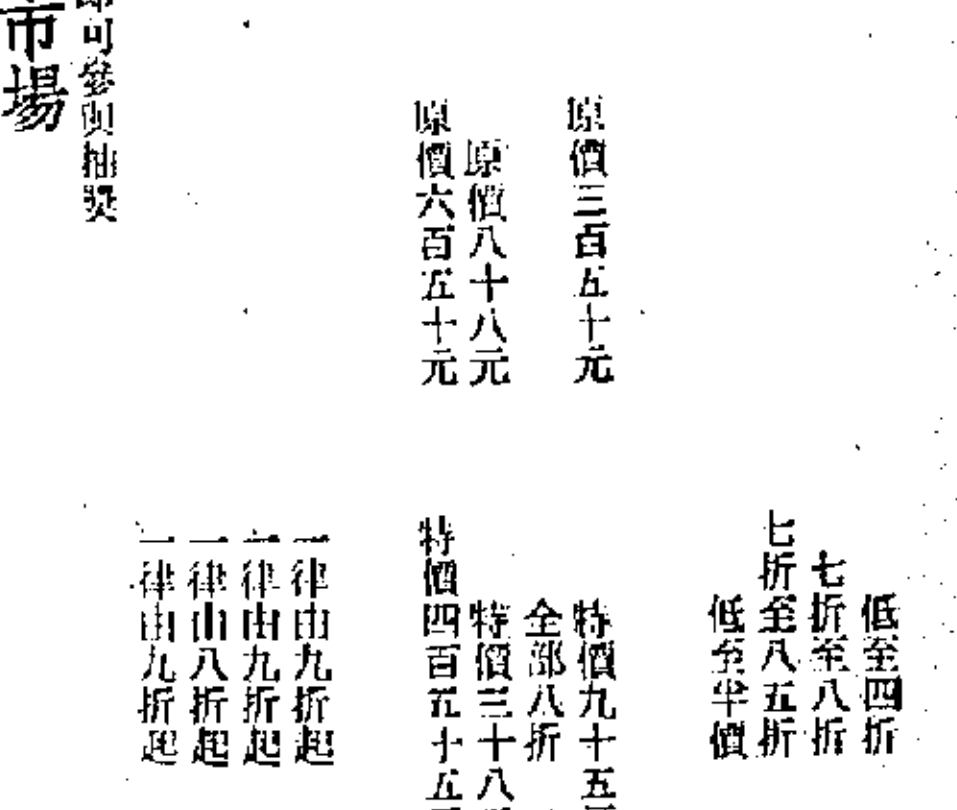 低至四折
七折至八折
七折至八五折
低至半價
原價三百五十元
特價九十五
全部八折
原價八十八元
特價三十八
原價六百五十元
特價四百五十五
一律由九折起
一律由九折起
一律由八折起
一律由九折起
可參與抽獎
市場